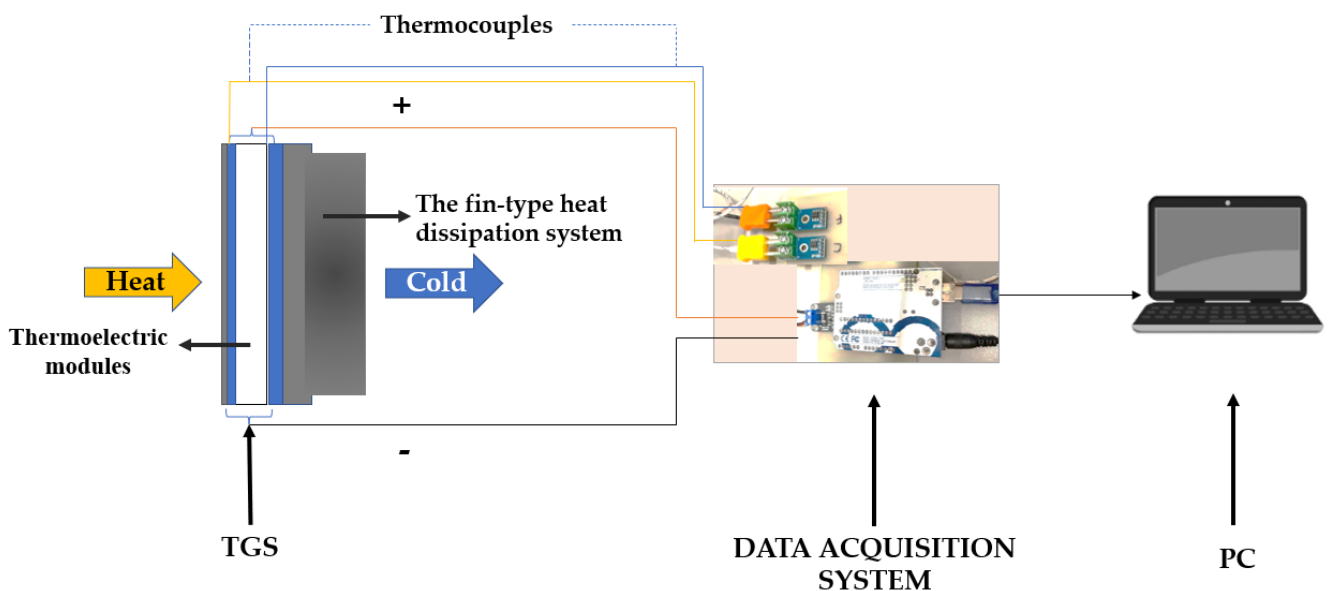 Thermocouples
+
The fin-type heat
dissipation system
Heat
Cold
Thermoelectric
modules
-
TGS
DATA ACQUISITION
SYSTEM
PC